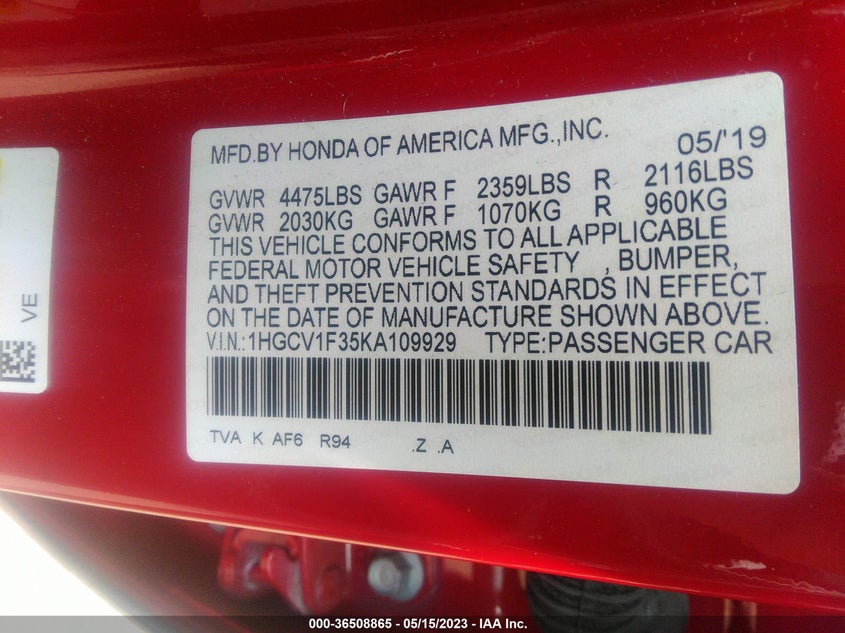 MFD.BY HONDA OF AMERICA MFG.,INC. 05/'19
GVWR 4475LBS GAWR F 2359LBS R 2116LBS
GVWR 2030KG GAWR F 1070KG R 960KG
THIS VEHICLE CONFORMS TO ALL APPLICABLE
FEDERAL MOTOR VEHICLE SAFETY , BUMPER,
AND THEFT PREVENTION STANDARDS IN EFFECT
ON THE DATE OF MANUFACTURE SHOWN ABOVE.
V.I.N.:1HGCV1F35KA109929 TYPE:PASSENGER CAR
TVA K AF6 R94 .Z .A
VE
000-36508865 - 05/15/2023 - IAA Inc.